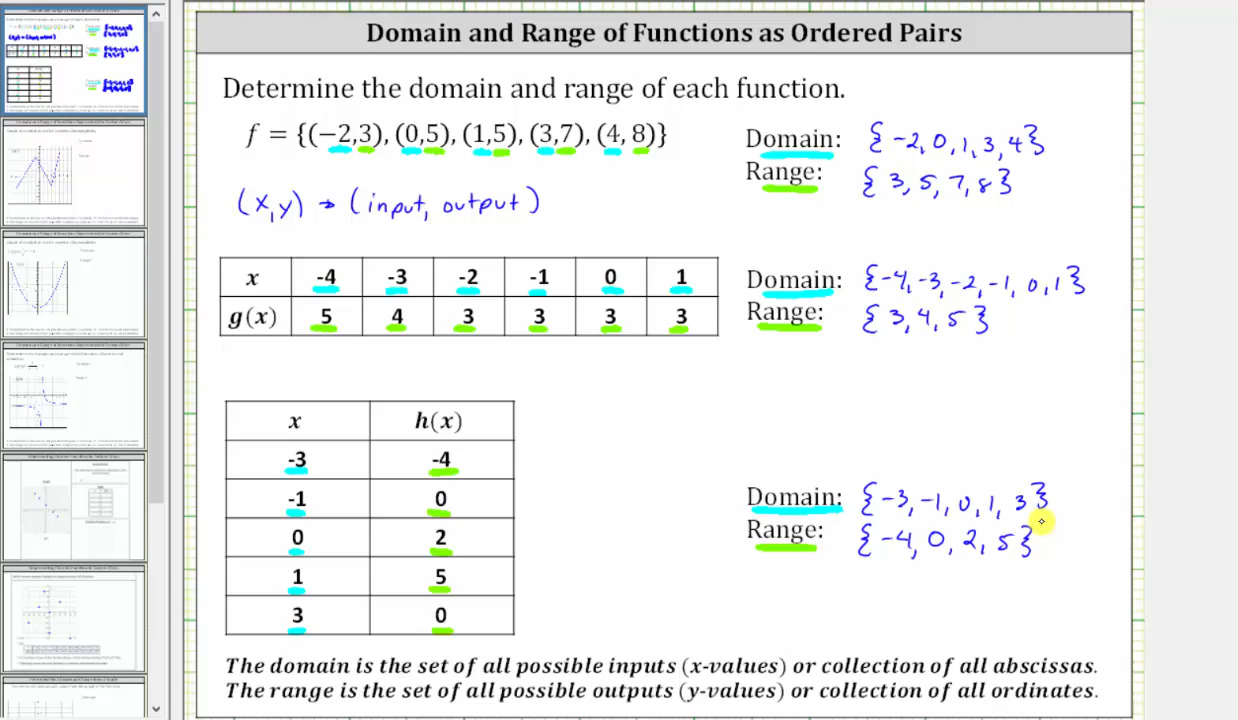 Domain and Range of Functions as Ordered Pairs
Determine the domain and range of each function.
f = {(−2,3), (0,5), (1,5), (3,7), (4, 8)}
Domain: {-2, 0, 1, 3, 4}
Range: {3, 5, 7, 8}
(x,y) → (input, output)
x -4 -3 -2 -1 0 1
g(x) 5 4 3 3 3 3
Domain: {-4, -3, -2, -1, 0, 1}
Range: {3, 4, 5}
x h(x)
-3 -4
-1 0
0 2
1 5
3 0
Domain: {-3, -1, 0, 1, 3}
Range: {-4, 0, 2, 5}
The domain is the set of all possible inputs (x-values) or collection of all abscissas.
The range is the set of all possible outputs (y-values) or collection of all ordinates.